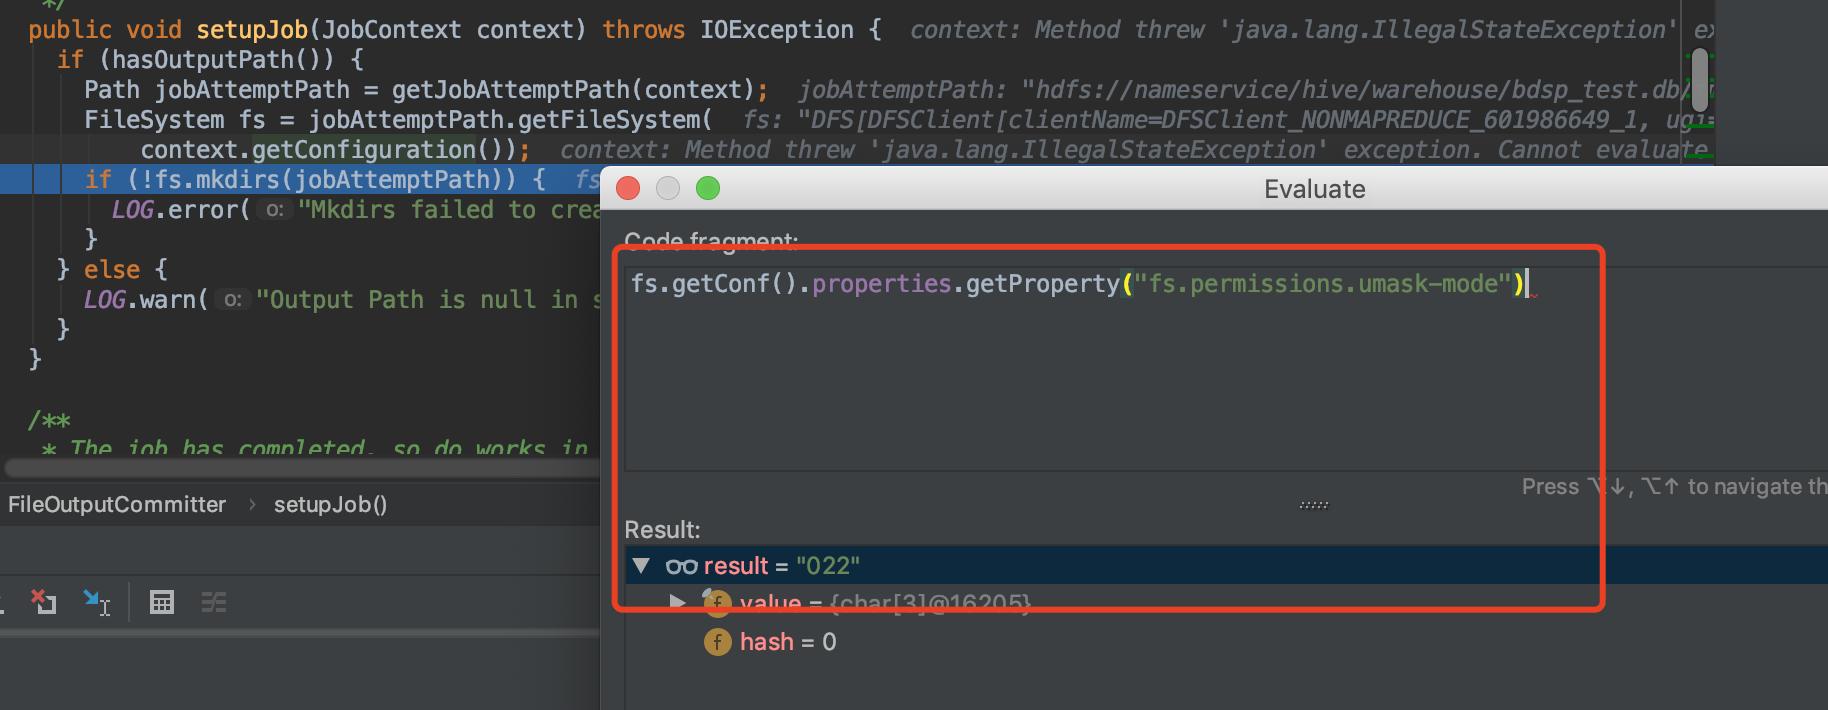 */
public void setupJob(JobContext context) throws IOException {  context: Method threw 'java.lang.IllegalStateException' ex
if (hasOutputPath()) {
Path jobAttemptPath = getJobAttemptPath(context);  jobAttemptPath: "hdfs://nameservice/hive/warehouse/bdsp_test.db/
FileSystem fs = jobAttemptPath.getFileSystem(  fs: "DFS[DFSClient[clientName=DFSClient_NONMAPREDUCE_601986649_1, ugi=
context.getConfiguration());  context: Method threw 'java.lang.IllegalStateException' exception. Cannot evaluate
if (!fs.mkdirs(jobAttemptPath)) {  fs
LOG.error( o: "Mkdirs failed to crea
}
} else {
LOG.warn( o: "Output Path is null in s
}
}
/**
* The job has completed, so do works in
FileOutputCommitter › setupJob()
Evaluate
Code fragment:
fs.getConf().properties.getProperty("fs.permissions.umask-mode")
Press ⌥↓, ⌥↑ to navigate th
Result:
result = "022"
f value = {char[3]@16205}
f hash = 0